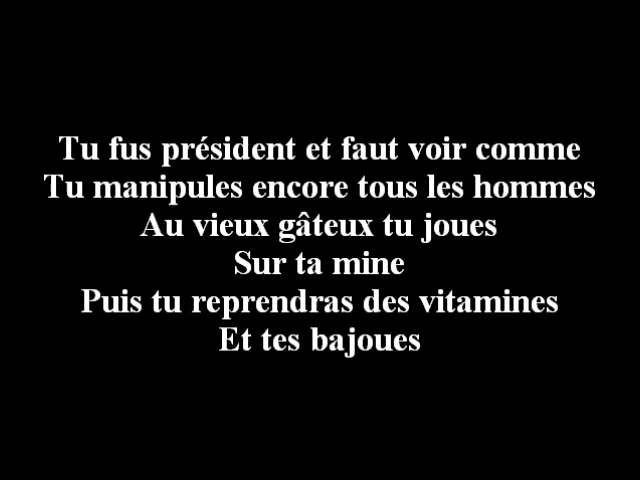 Tu fus président et faut voir comme
Tu manipules encore tous les hommes
Au vieux gâteux tu joues
Sur ta mine
Puis tu reprendras des vitamines
Et tes bajoues